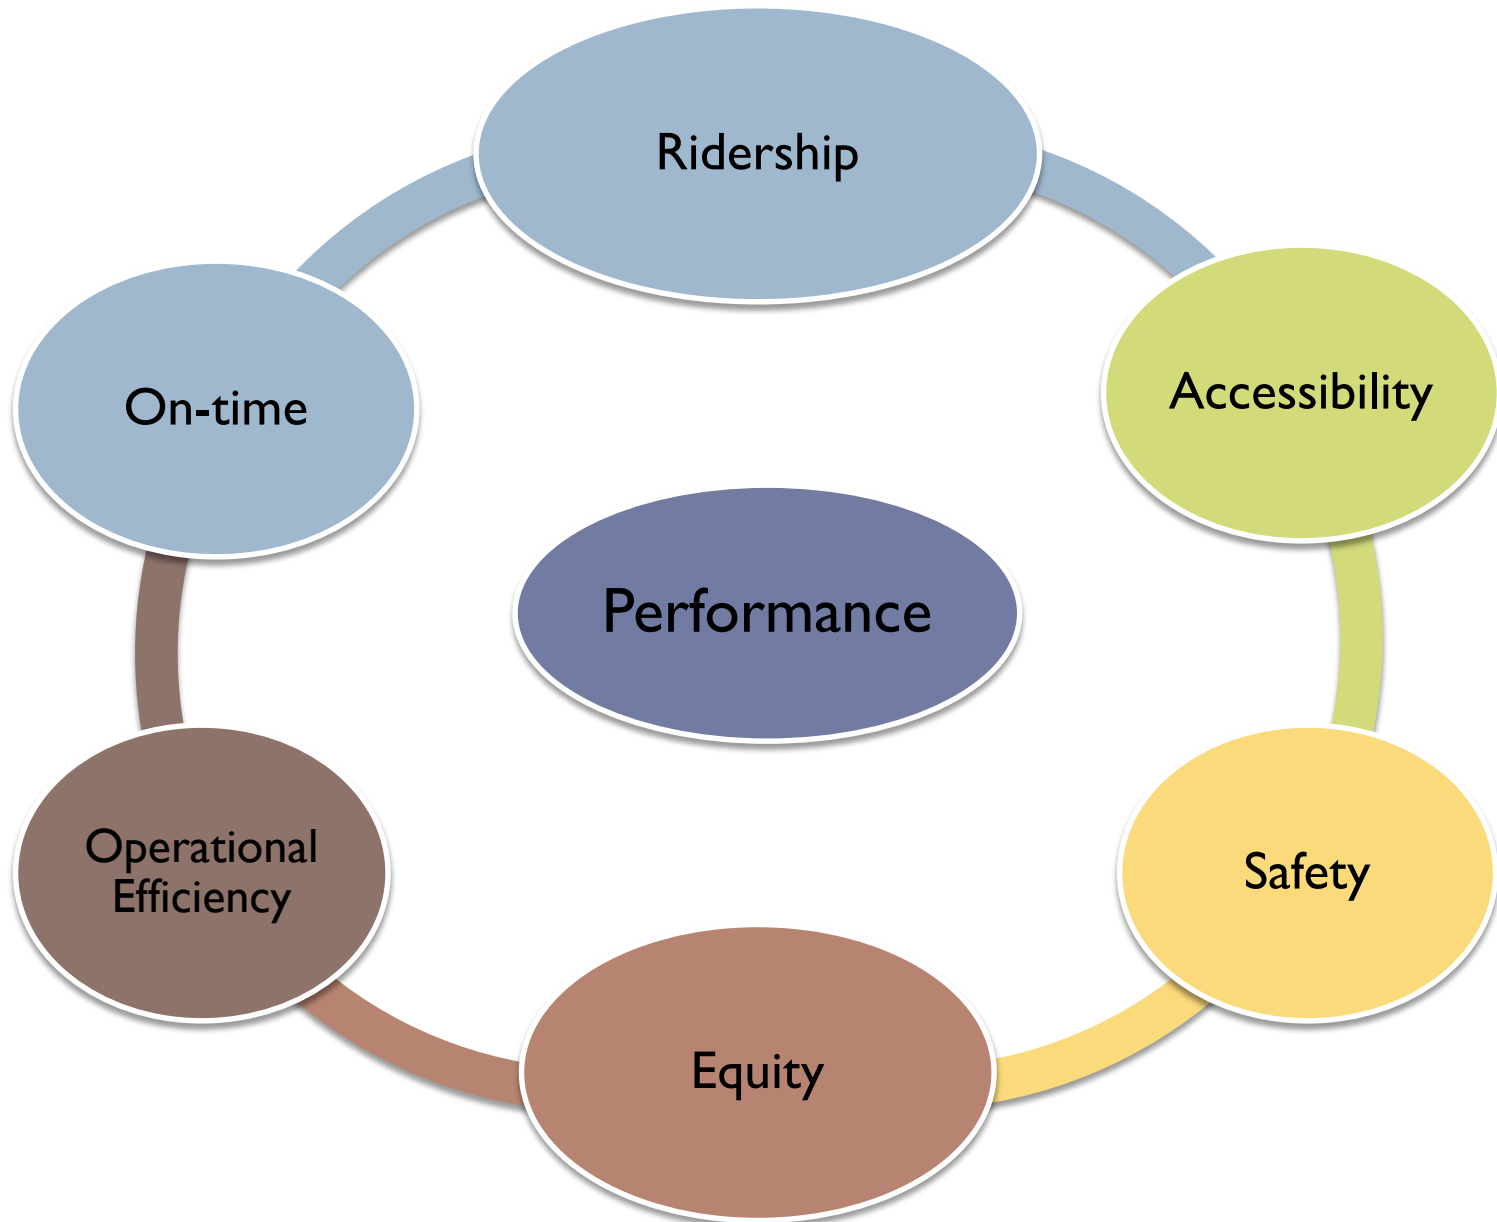 Ridership
On-time
Accessibility
Performance
Operational
Efficiency
Safety
Equity